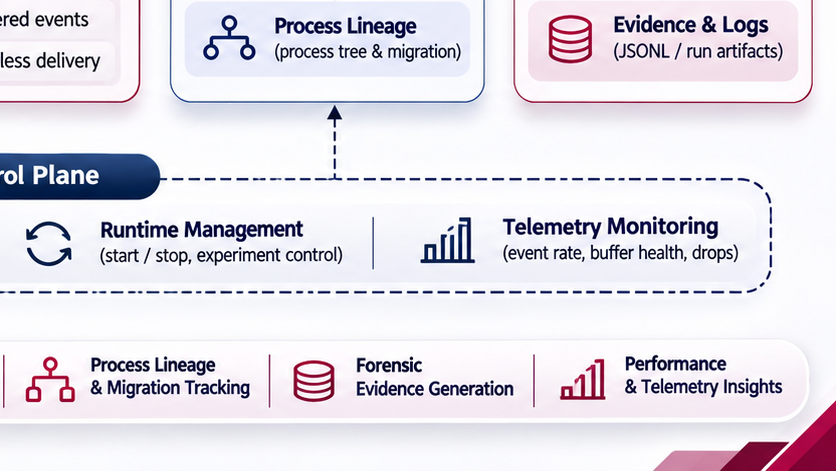 ered events
less delivery
Process Lineage
(process tree & migration)
Evidence & Logs
(JSONL / run artifacts)
rol Plane
Runtime Management
(start / stop, experiment control)
Telemetry Monitoring
(event rate, buffer health, drops)
Process Lineage
& Migration Tracking
Forensic
Evidence Generation
Performance
& Telemetry Insights